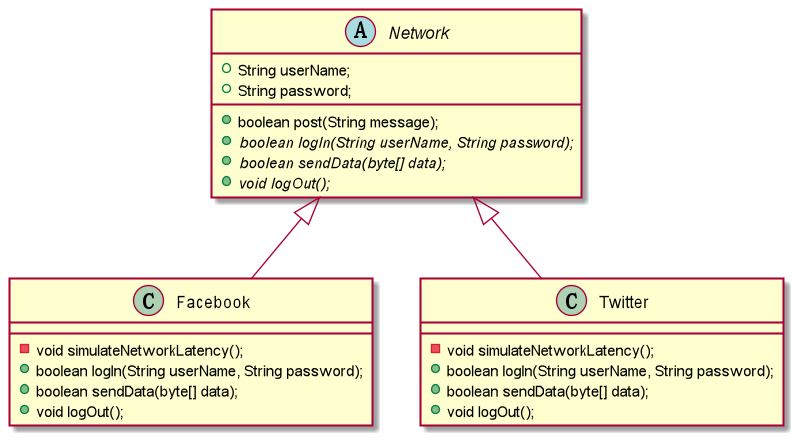 A Network
String userName;
String password;
boolean post(String message);
boolean logIn(String userName, String password);
boolean sendData(byte[] data);
void logOut();
C Facebook
void simulateNetworkLatency();
boolean logIn(String userName, String password);
boolean sendData(byte[] data);
void logOut();
C Twitter
void simulateNetworkLatency();
boolean logIn(String userName, String password);
boolean sendData(byte[] data);
void logOut();